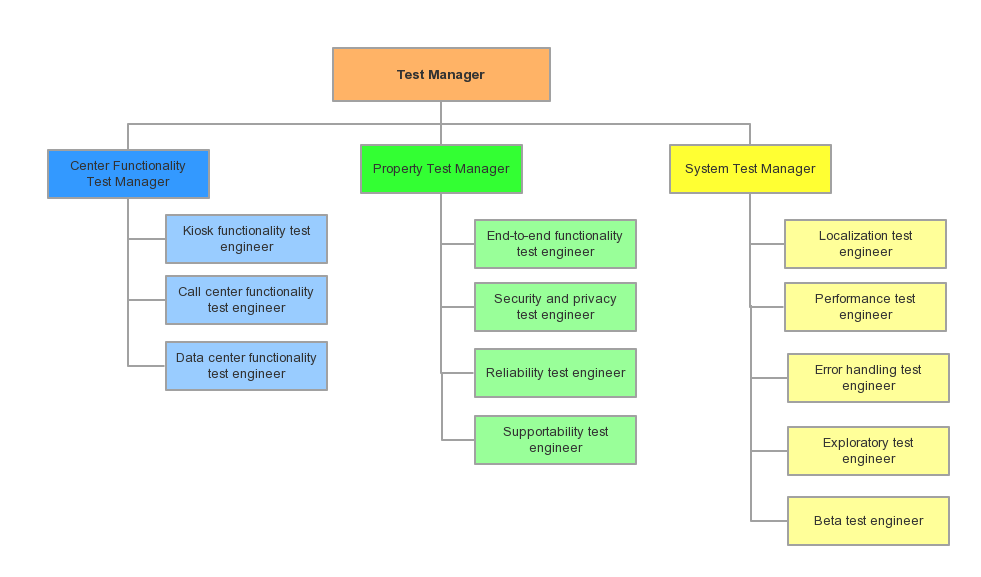 Test Manager
Center Functionality
Test Manager
Kiosk functionality test
engineer
Call center functionality
test engineer
Data center functionality
test engineer
Property Test Manager
End-to-end functionality
test engineer
Security and privacy
test engineer
Reliability test engineer
Supportability test
engineer
System Test Manager
Localization test
engineer
Performance test
engineer
Error handling test
engineer
Exploratory test
engineer
Beta test engineer